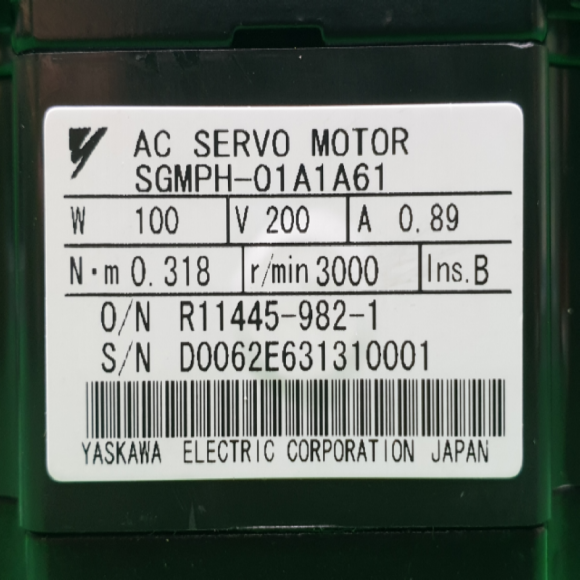 AC SERVO MOTOR
SGMPH-01A1A61
W 100 V 200 A 0.89
N·m 0.318 r/min 3000 Ins. B
O/N R11445-982-1
S/N D0062E631310001
YASKAWA ELECTRIC CORPORATION JAPAN